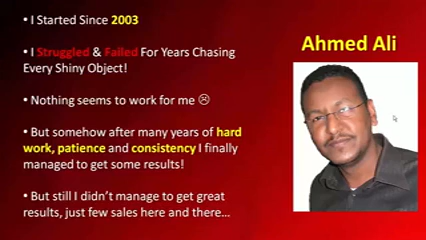 • I Started Since 2003
Ahmed Ali
• I Struggled & Failed For Years Chasing
Every Shiny Object!
• Nothing seems to work for me ☹
• But somehow after many years of hard
work, patience and consistency I finally
managed to get some results!
• But still I didn't manage to get great
results, just few sales here and there...